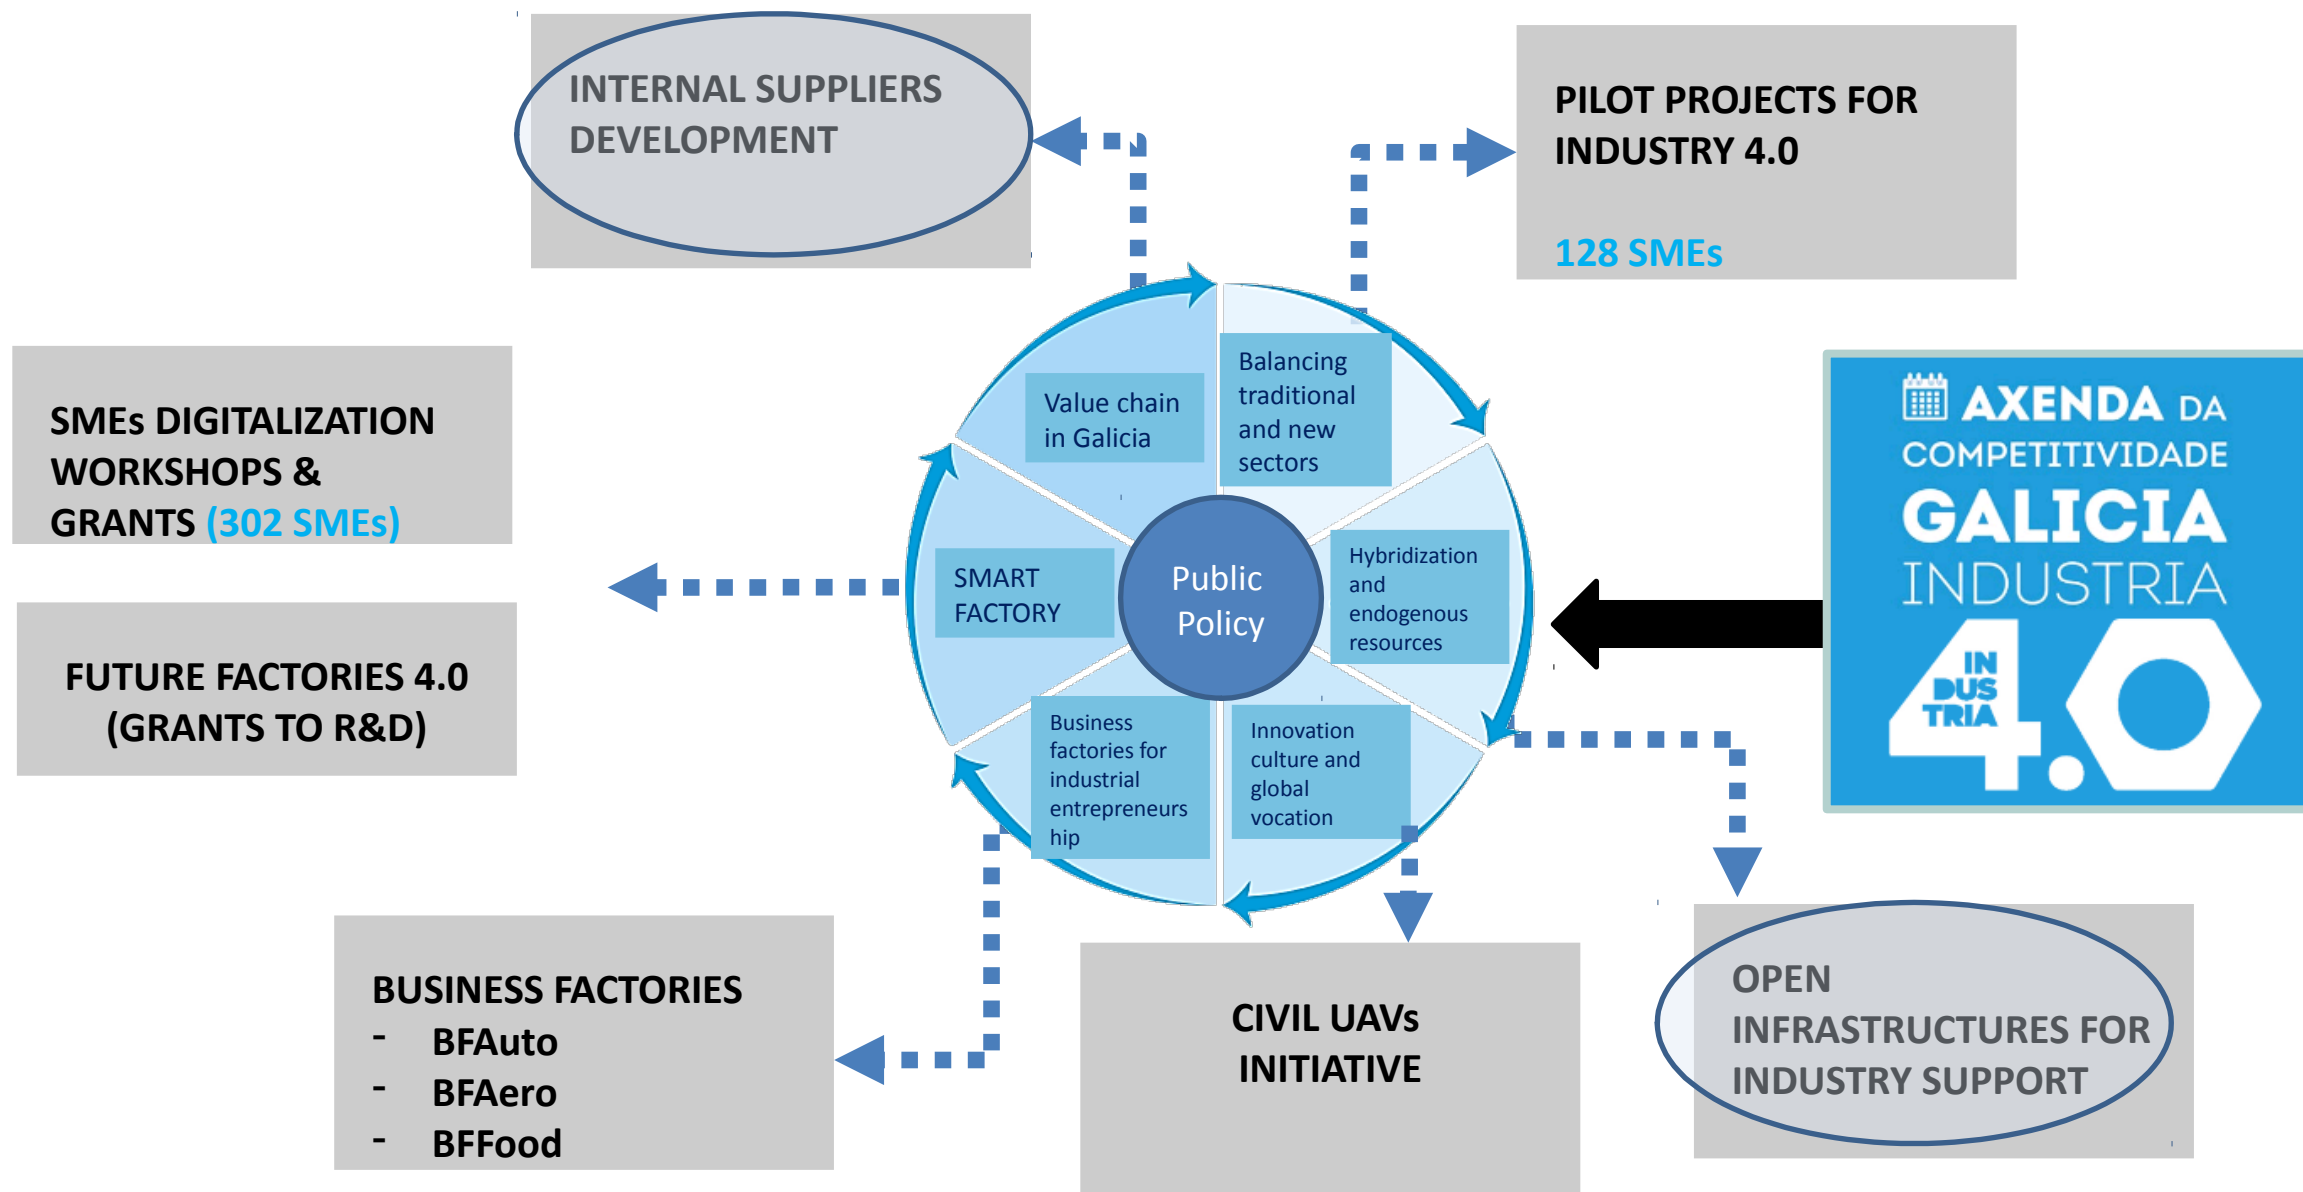 INTERNAL SUPPLIERS
DEVELOPMENT
PILOT PROJECTS FOR
INDUSTRY 4.0
128 SMEs
SMEs DIGITALIZATION
WORKSHOPS &
GRANTS (302 SMEs)
FUTURE FACTORIES 4.0
(GRANTS TO R&D)
Value chain
in Galicia
Balancing
traditional
and new
sectors
SMART
FACTORY
Public
Policy
Hybridization
and
endogenous
resources
Business
factories for
industrial
entrepreneurs
hip
Innovation
culture and
global
vocation
AXENDA DA
COMPETITIVIDADE
GALICIA
INDUSTRIA
IN
DUS
TRIA
4.0
BUSINESS FACTORIES
- BFAuto
- BFAero
- BFFood
CIVIL UAVs
INITIATIVE
OPEN
INFRASTRUCTURES FOR
INDUSTRY SUPPORT